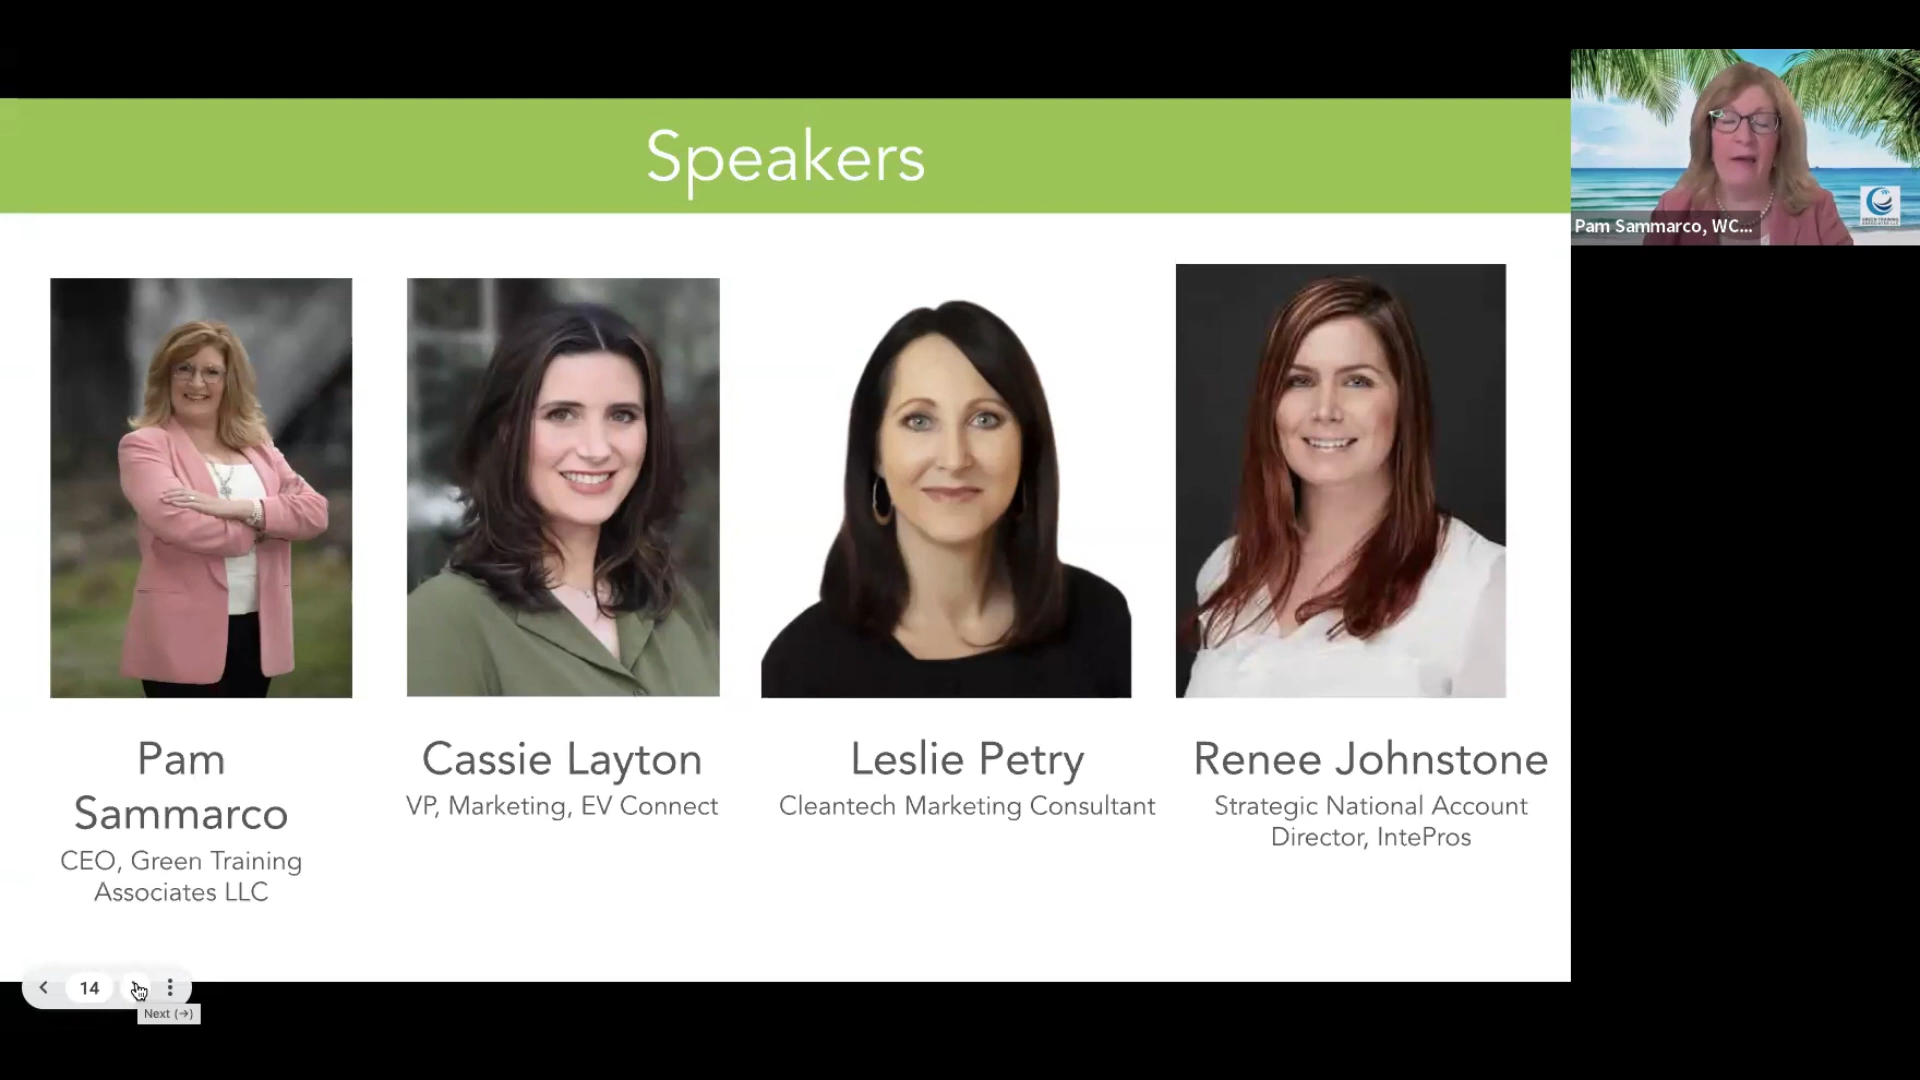 Speakers
Pam Sammarco, WC...
Pam
Sammarco
CEO, Green Training
Associates LLC
Cassie Layton
VP, Marketing, EV Connect
Leslie Petry
Cleantech Marketing Consultant
Renee Johnstone
Strategic National Account
Director, IntePros
14
Next (→)